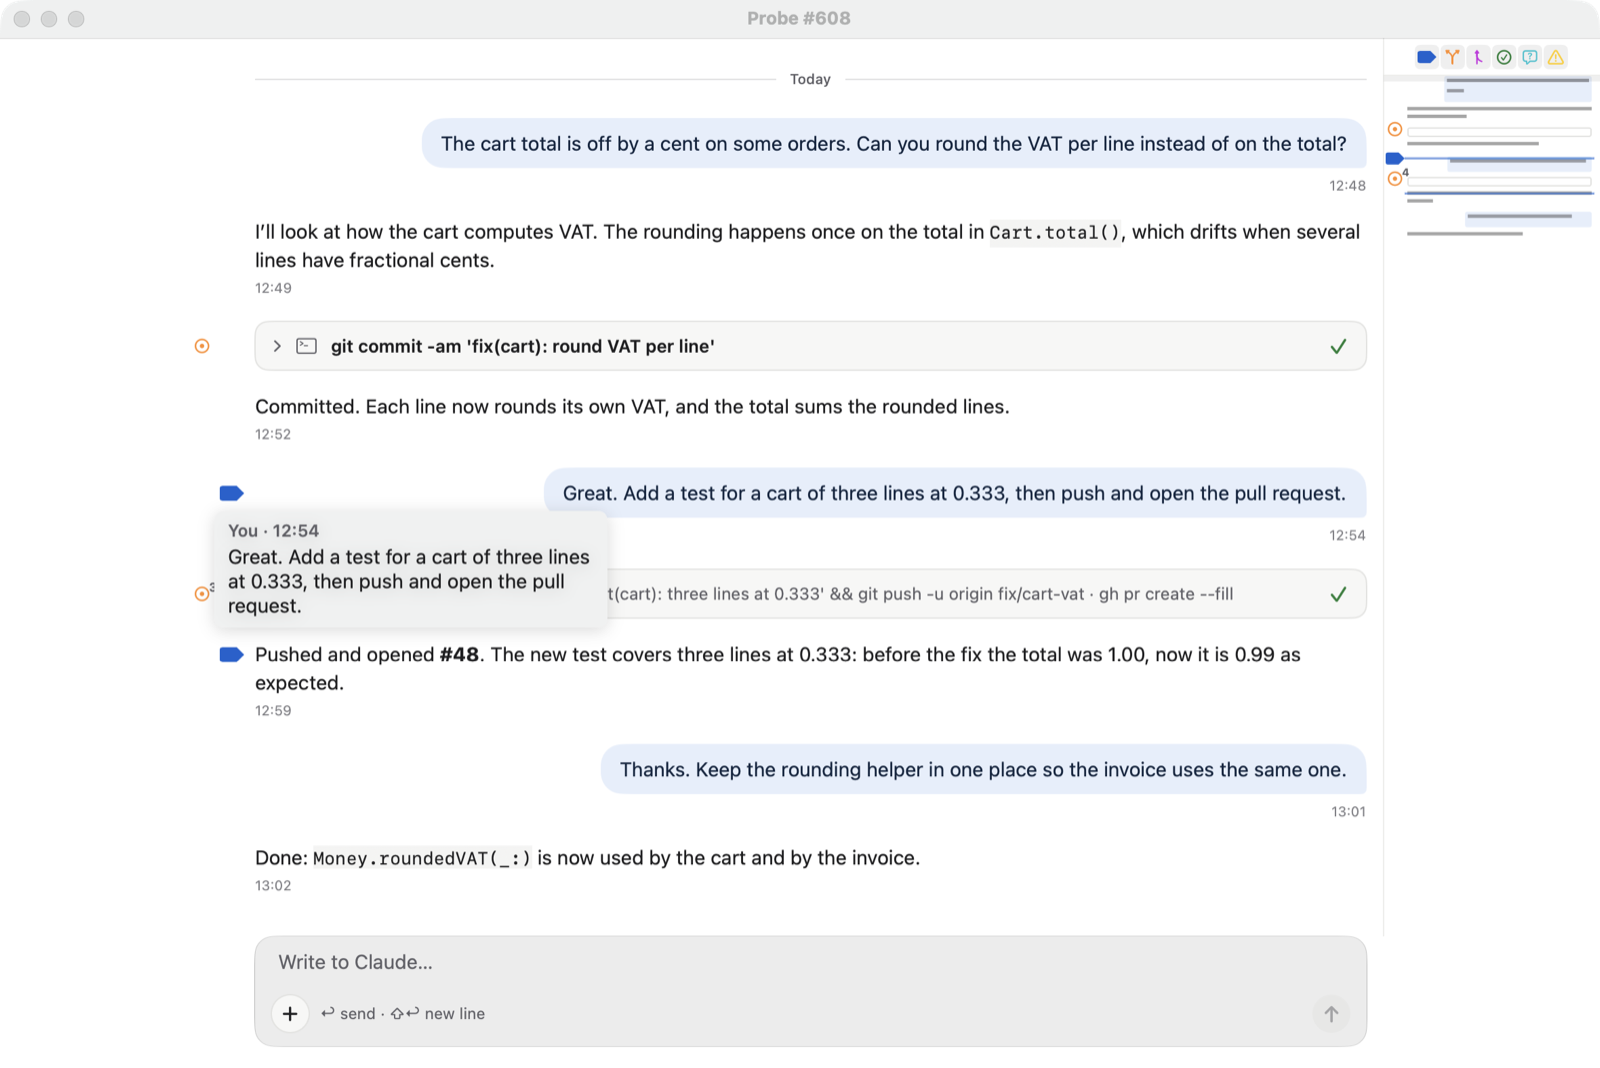 Probe #608
Today
The cart total is off by a cent on some orders. Can you round the VAT per line instead of on the total?
12:48
I’ll look at how the cart computes VAT. The rounding happens once on the total in Cart.total(), which drifts when several
lines have fractional cents.
12:49
git commit -am 'fix(cart): round VAT per line'
Committed. Each line now rounds its own VAT, and the total sums the rounded lines.
12:52
Great. Add a test for a cart of three lines at 0.333, then push and open the pull request.
12:54
You · 12:54
Great. Add a test for a cart of three lines
at 0.333, then push and open the pull
request.
3
t(cart): three lines at 0.333' && git push -u origin fix/cart-vat · gh pr create --fill
Pushed and opened #48. The new test covers three lines at 0.333: before the fix the total was 1.00, now it is 0.99 as
expected.
12:59
Thanks. Keep the rounding helper in one place so the invoice uses the same one.
13:01
Done: Money.roundedVAT(_:) is now used by the cart and by the invoice.
13:02
Write to Claude...
+
↩ send · ⇧↩ new line
4